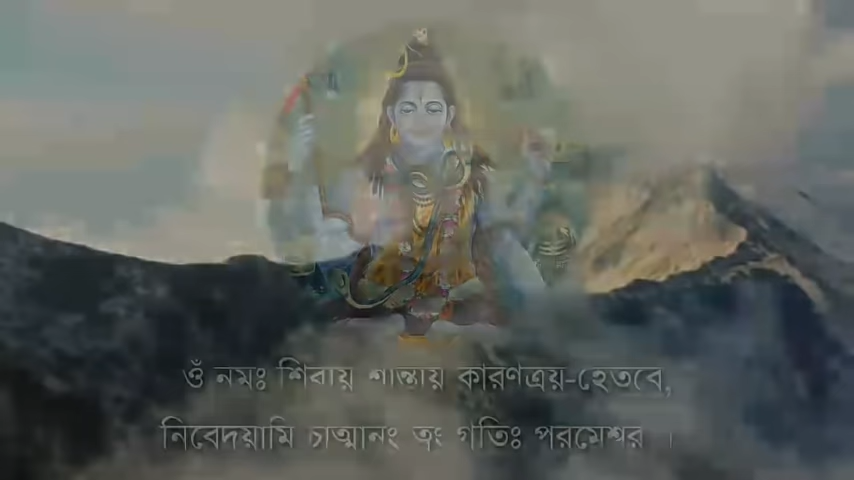 ওঁ নমঃ শিবায় শান্তায় কারণত্রয়-হেতবে,
নিবেদয়ামি চাত্মানং ত্বং গতিঃ পরমেশ্বর ।